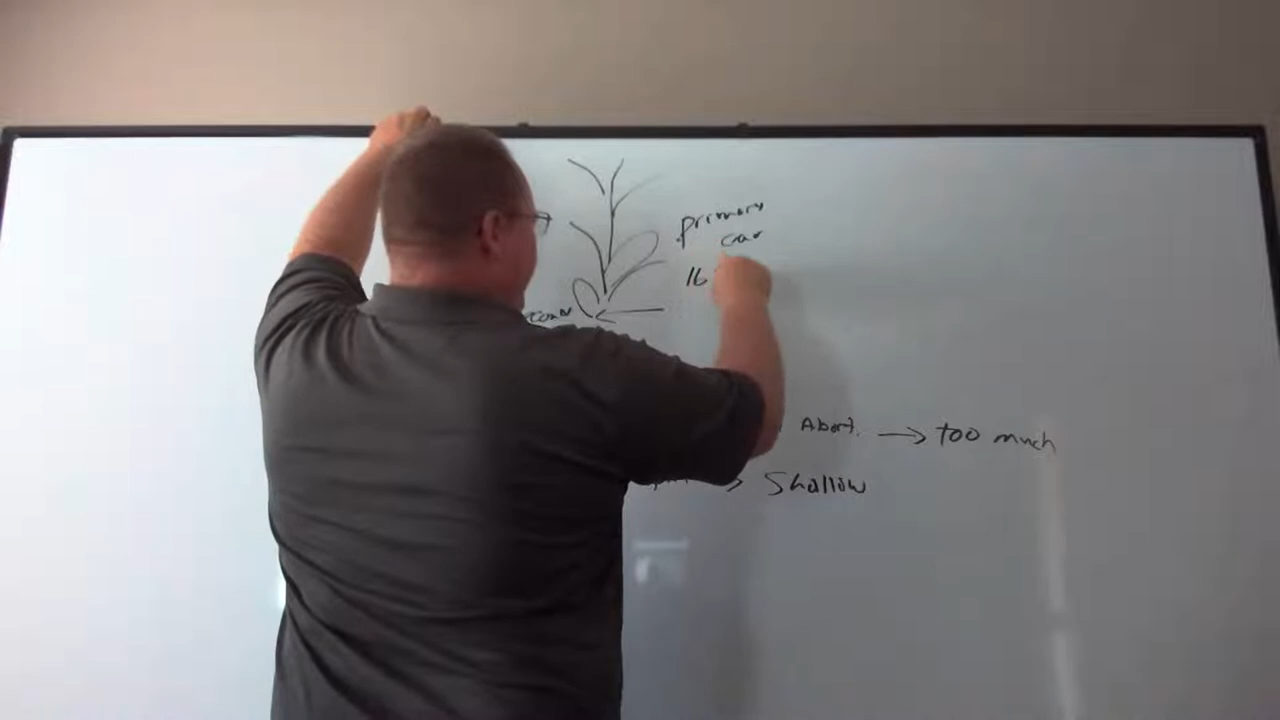 primary
ear
16
Abort. → too much
→ Shallow